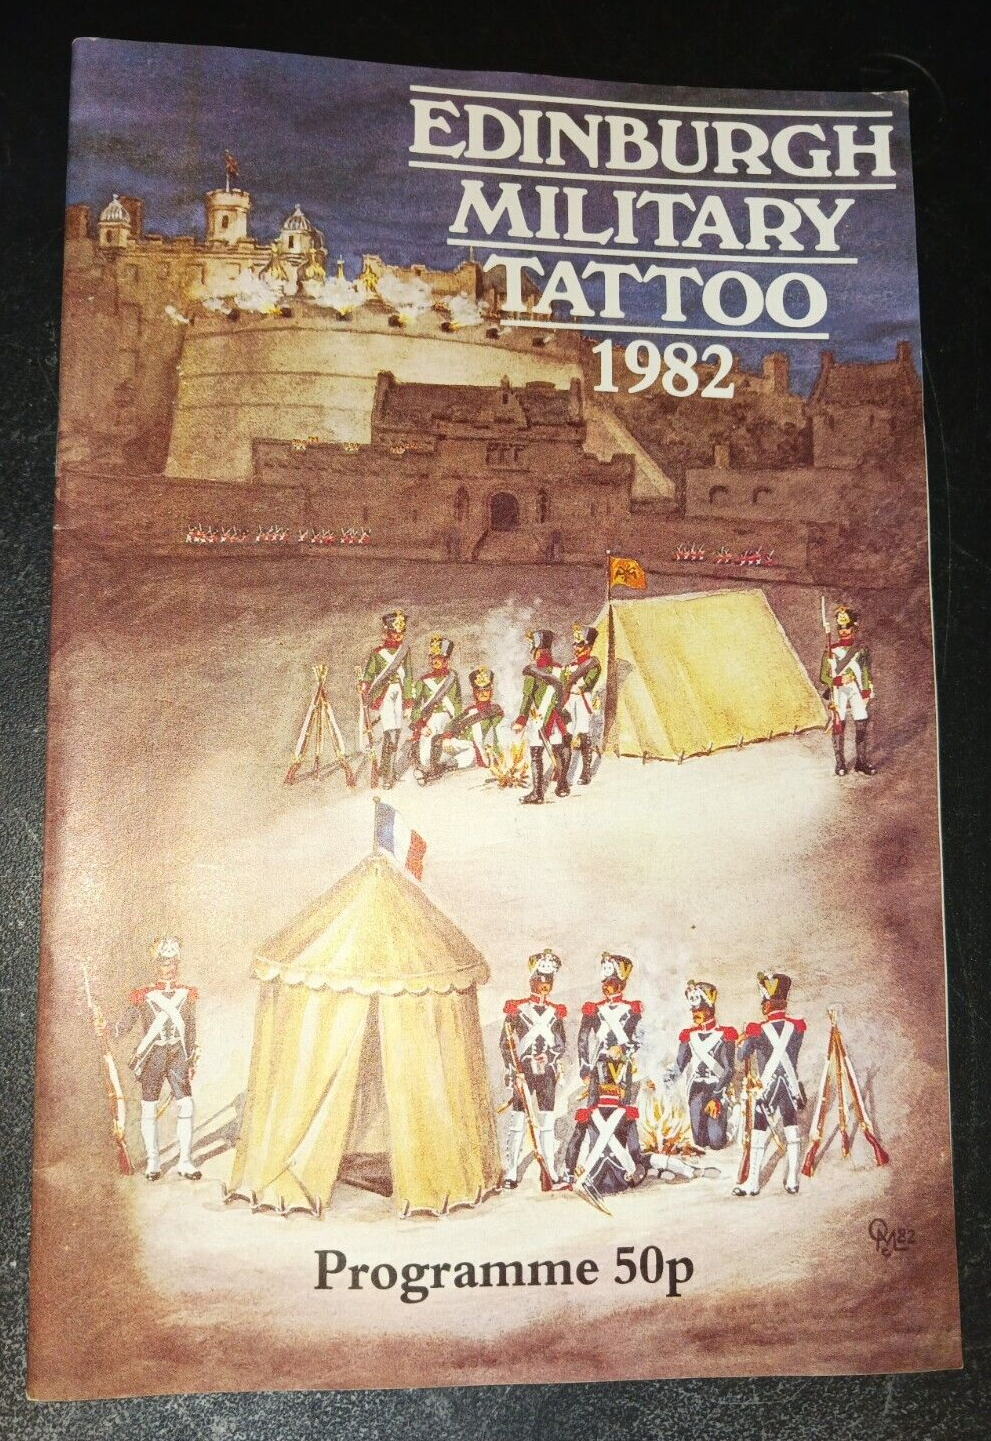 EDINBURGH
MILITARY
TATTOO
1982
Programme 50p